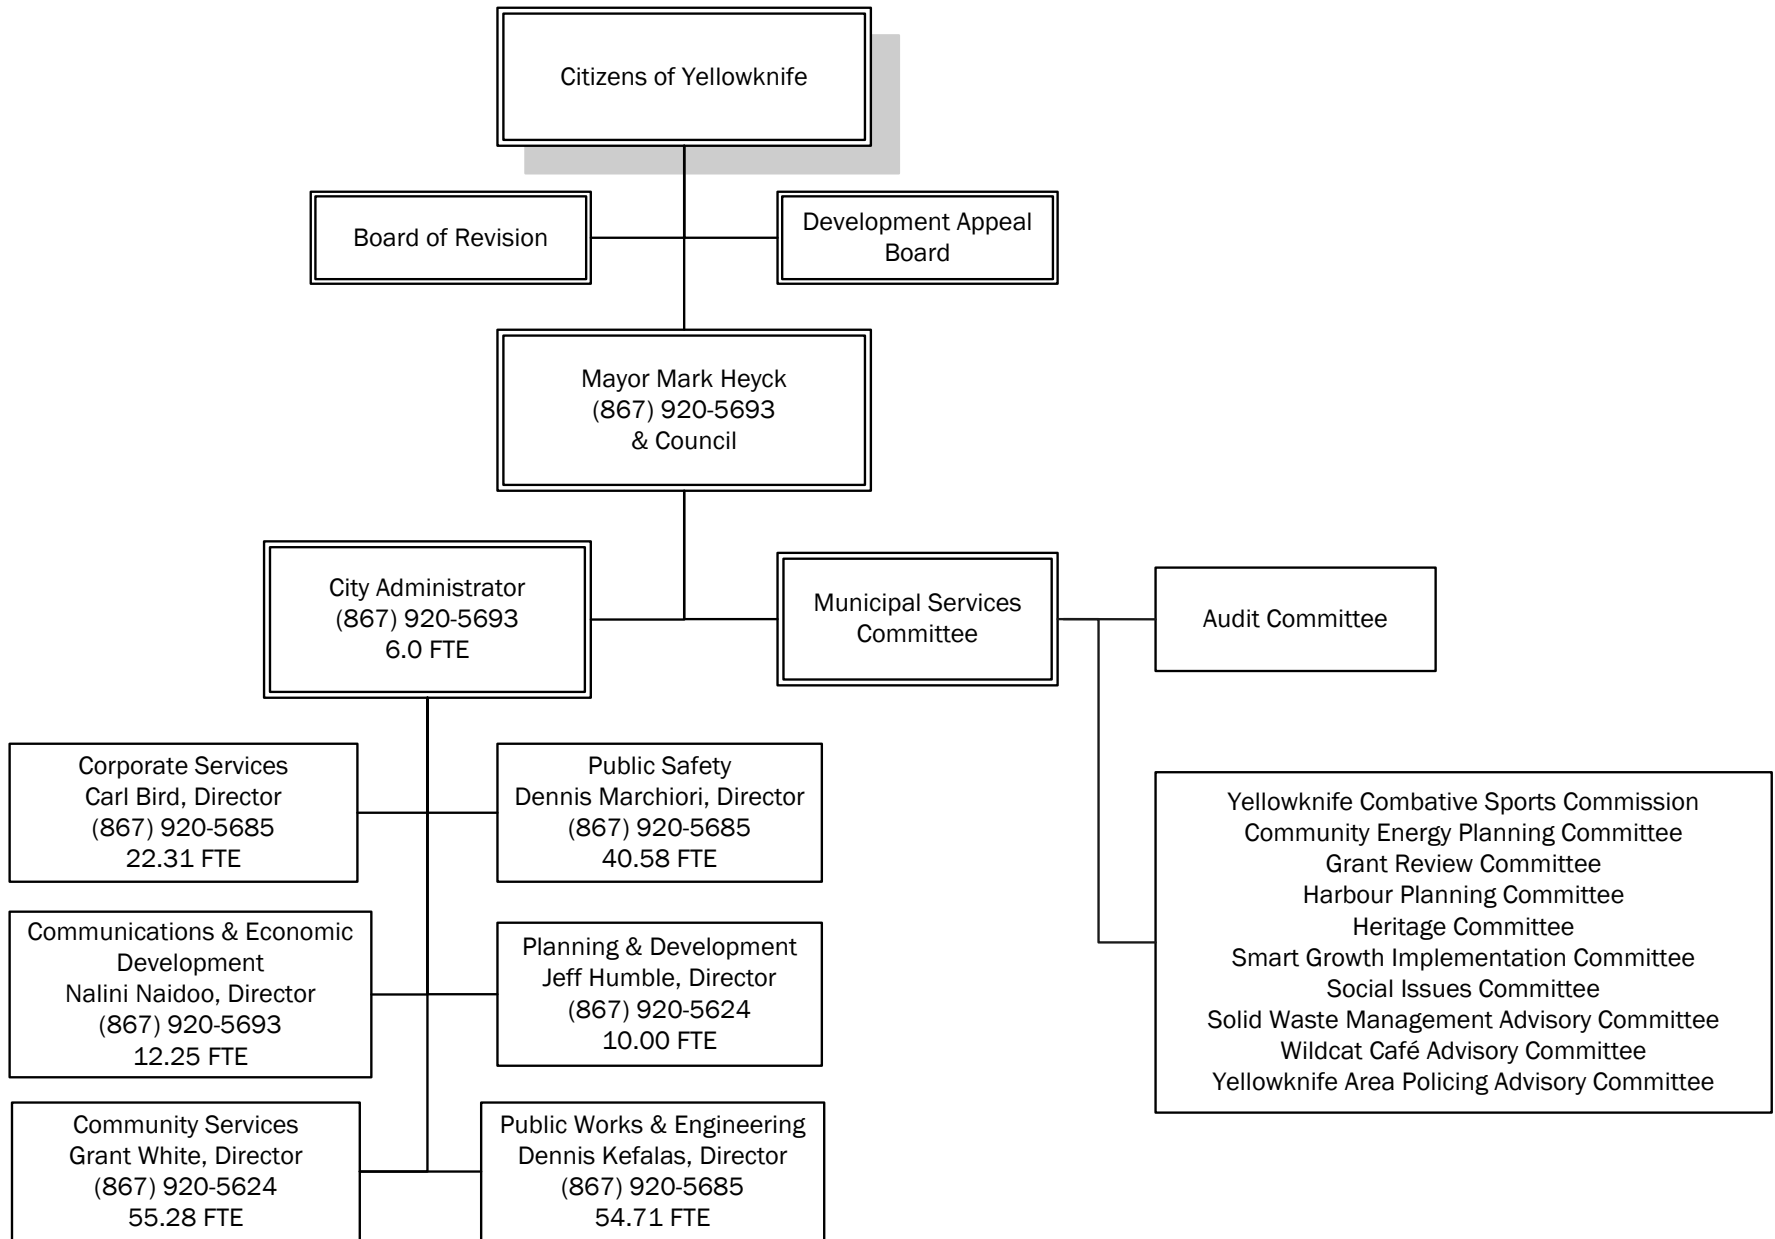 Citizens of Yellowknife
Board of Revision
Development Appeal
Board
Mayor Mark Heyck
(867) 920-5693
& Council
City Administrator
(867) 920-5693
6.0 FTE
Municipal Services
Committee
Audit Committee
Corporate Services
Carl Bird, Director
(867) 920-5685
22.31 FTE
Public Safety
Dennis Marchiori, Director
(867) 920-5685
40.58 FTE
Communications & Economic
Development
Nalini Naidoo, Director
(867) 920-5693
12.25 FTE
Planning & Development
Jeff Humble, Director
(867) 920-5624
10.00 FTE
Community Services
Grant White, Director
(867) 920-5624
55.28 FTE
Public Works & Engineering
Dennis Kefalas, Director
(867) 920-5685
54.71 FTE
Yellowknife Combative Sports Commission
Community Energy Planning Committee
Grant Review Committee
Harbour Planning Committee
Heritage Committee
Smart Growth Implementation Committee
Social Issues Committee
Solid Waste Management Advisory Committee
Wildcat Café Advisory Committee
Yellowknife Area Policing Advisory Committee